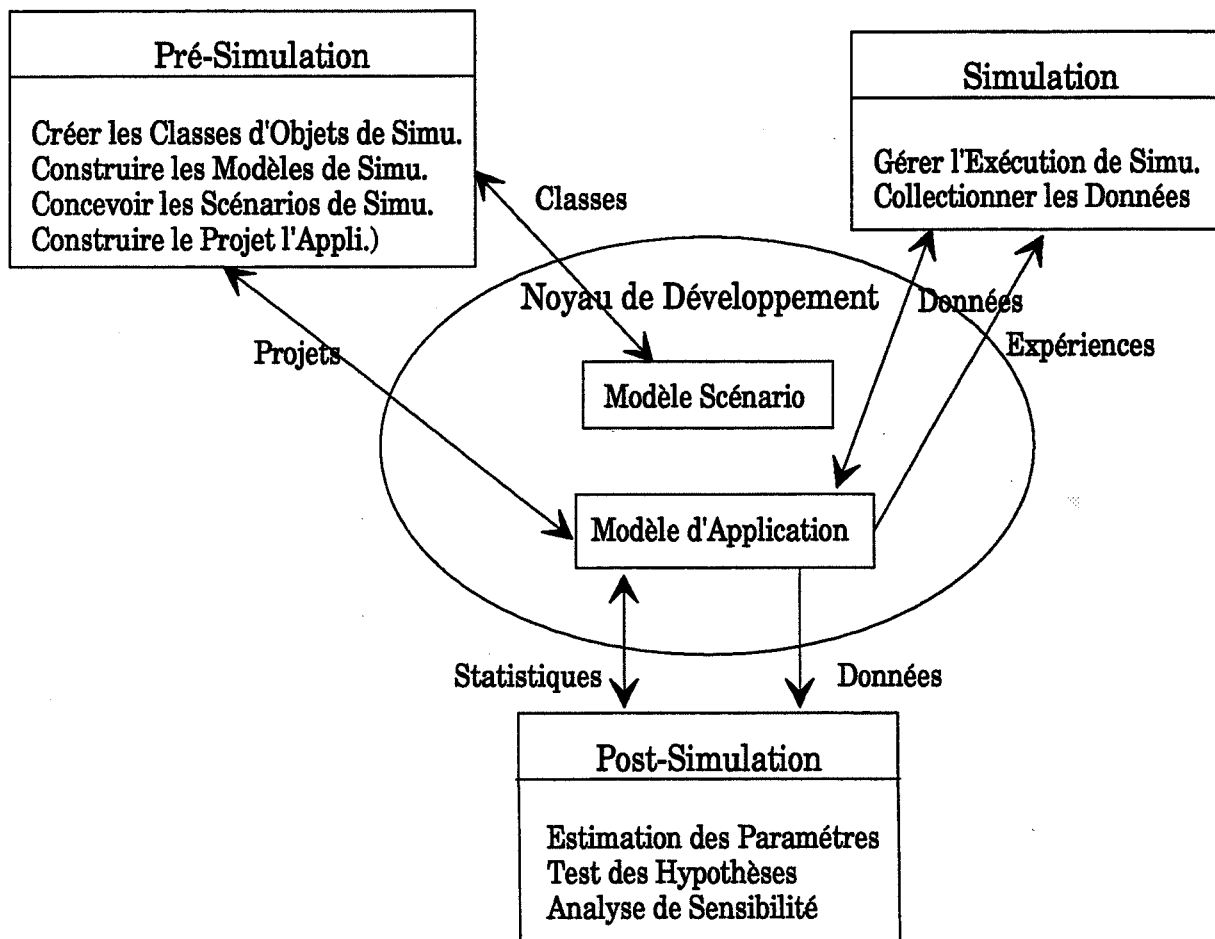 Pré-Simulation
Créer les Classes d'Objets de Simu.
Construire les Modèles de Simu.
Concevoir les Scénarios de Simu.
Construire le Projet l'Appli.)
Simulation
Gérer l'Exécution de Simu.
Collectionner les Données
Classes
Noyau de Développement
Données
Projets
Expériences
Modèle Scénario
Modèle d'Application
Statistiques
Données
Post-Simulation
Estimation des Paramétres
Test des Hypothèses
Analyse de Sensibilité